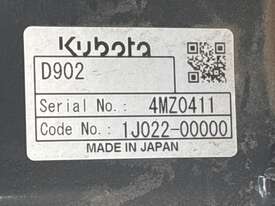 Kubota
D902
Serial No.: 4MZ0411
Code No.: 1J022-00000
MADE IN JAPAN